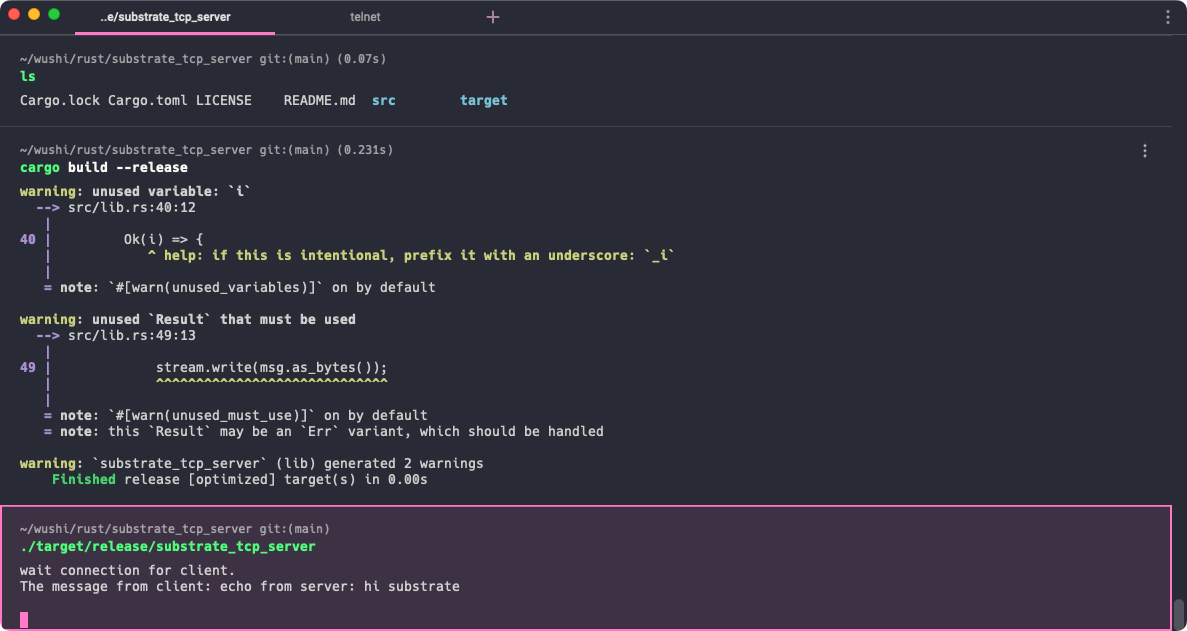 ..e/substrate_tcp_server telnet +
~/wushi/rust/substrate_tcp_server git:(main) (0.07s)
ls
Cargo.lock Cargo.toml LICENSE    README.md  src        target
~/wushi/rust/substrate_tcp_server git:(main) (0.231s)
cargo build --release
warning: unused variable: `i`
  --> src/lib.rs:40:12
   |
40 |         Ok(i) => {
   |            ^ help: if this is intentional, prefix it with an underscore: `_i`
   |
   = note: `#[warn(unused_variables)]` on by default
warning: unused `Result` that must be used
  --> src/lib.rs:49:13
   |
49 |             stream.write(msg.as_bytes());
   |             ^^^^^^^^^^^^^^^^^^^^^^^^^^^^^
   |
   = note: `#[warn(unused_must_use)]` on by default
   = note: this `Result` may be an `Err` variant, which should be handled
warning: `substrate_tcp_server` (lib) generated 2 warnings
    Finished release [optimized] target(s) in 0.00s
~/wushi/rust/substrate_tcp_server git:(main)
./target/release/substrate_tcp_server
wait connection for client.
The message from client: echo from server: hi substrate